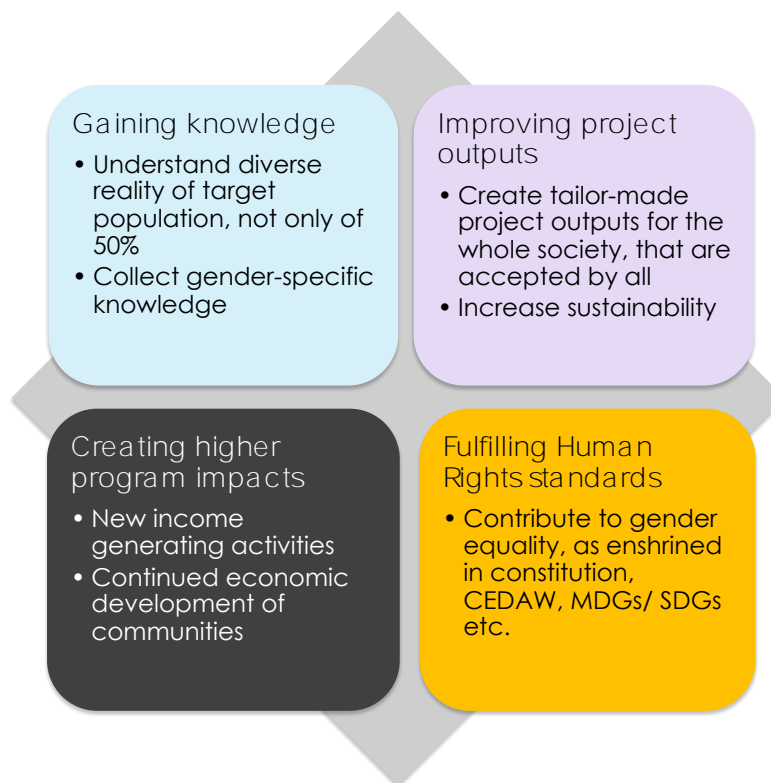 Gaining knowledge
• Understand diverse
reality of target
population, not only of
50%
• Collect gender-specific
knowledge
Improving project
outputs
• Create tailor-made
project outputs for the
whole society, that are
accepted by all
• Increase sustainability
Creating higher
program impacts
• New income
generating activities
• Continued economic
development of
communities
Fulfilling Human
Rights standards
• Contribute to gender
equality, as enshrined
in constitution,
CEDAW, MDGs/ SDGs
etc.